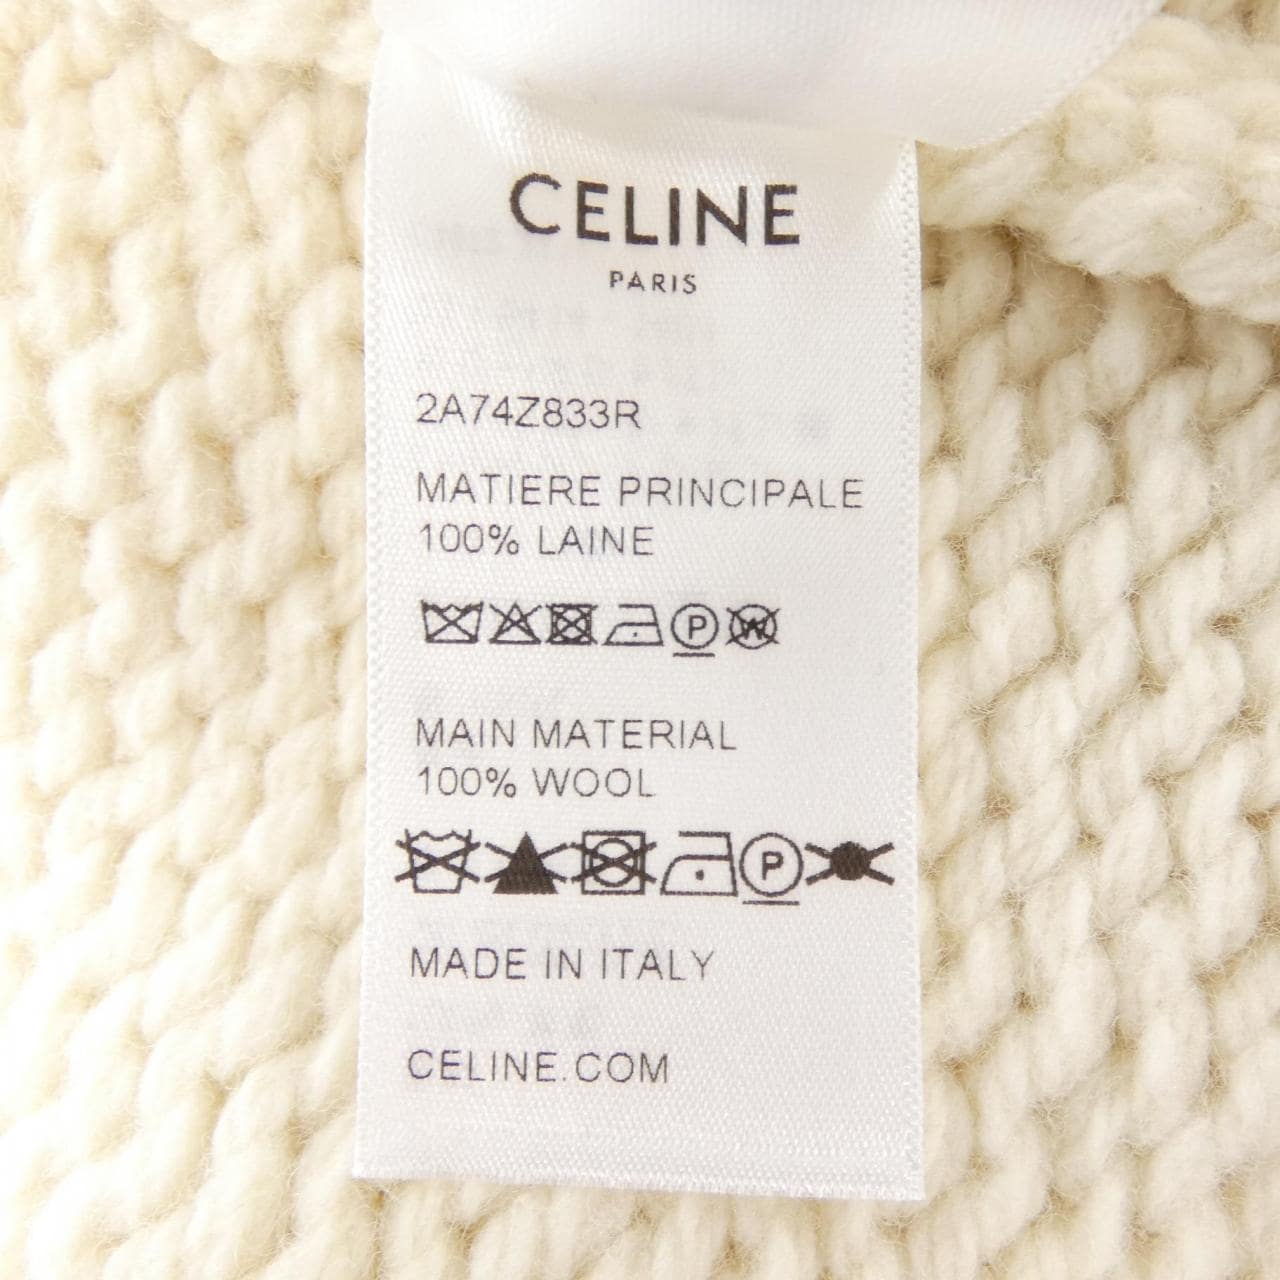 CELINE
PARIS
2A74Z833R
MATIERE PRINCIPALE
100% LAINE
P W
MAIN MATERIAL
100% WOOL
P
MADE IN ITALY
CELINE.COM